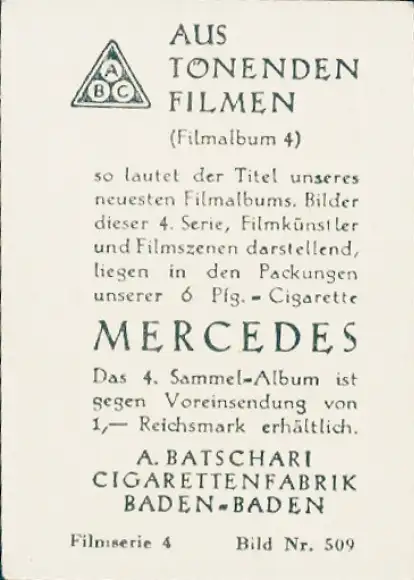 A
B C
AUS
TÖNENDEN
FILMEN
(Filmalbum 4)
so lautet der Titel unseres
neuesten Filmalbums. Bilder
dieser 4. Serie, Filmkünstler
und Filmszenen darstellend,
liegen in den Packungen
unserer 6 Pfg.-Cigarette
MERCEDES
Das 4. Sammel-Album ist
gegen Voreinsendung von
1,— Reichsmark erhältlich.
A. BATSCHARI
CIGARETTENFABRIK
BADEN-BADEN
Filmserie 4 Bild Nr. 509